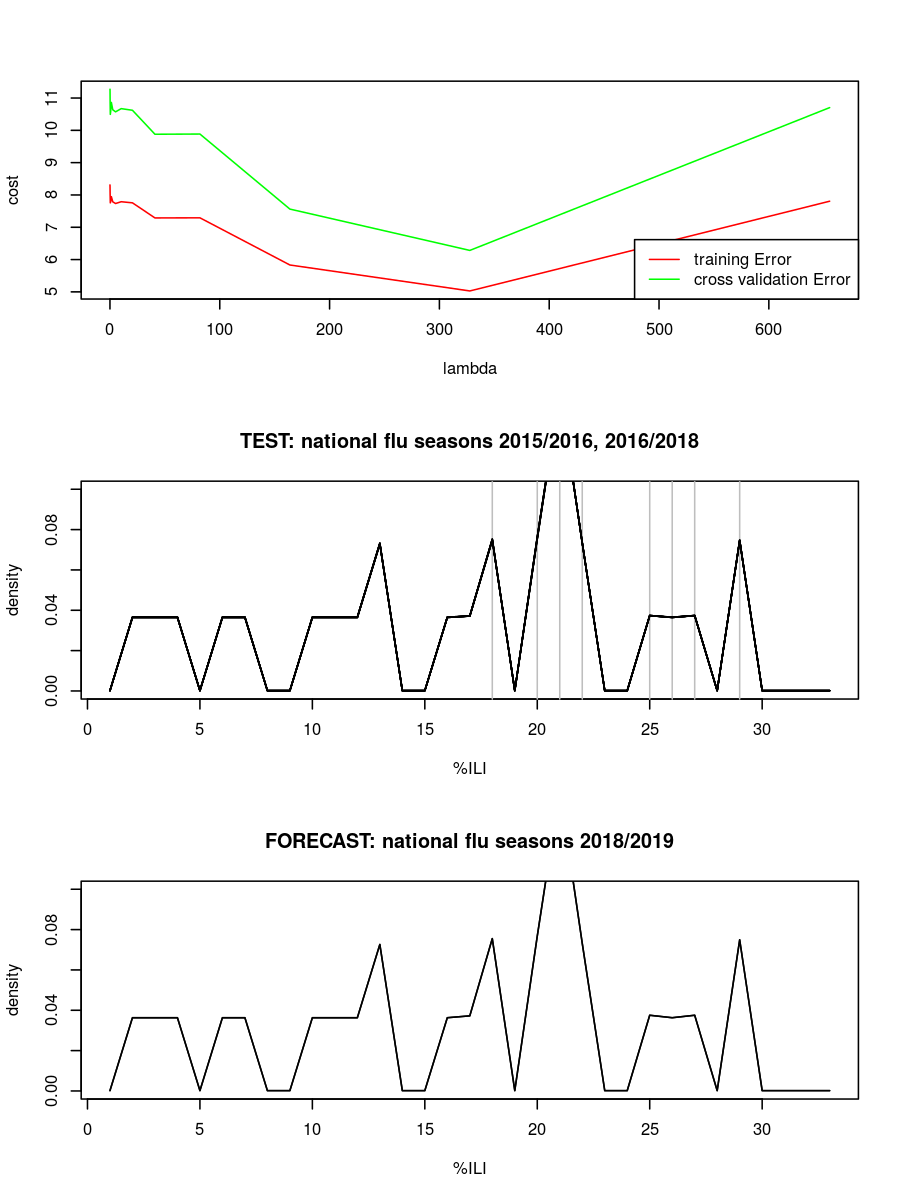 11
10
9
8
7
6
5
cost
training Error
cross validation Error
0 100 200 300 400 500 600
lambda
TEST: national flu seasons 2015/2016, 2016/2018
0.08
0.04
0.00
density
0 5 10 15 20 25 30
%ILI
FORECAST: national flu seasons 2018/2019
0.08
0.04
0.00
density
0 5 10 15 20 25 30
%ILI